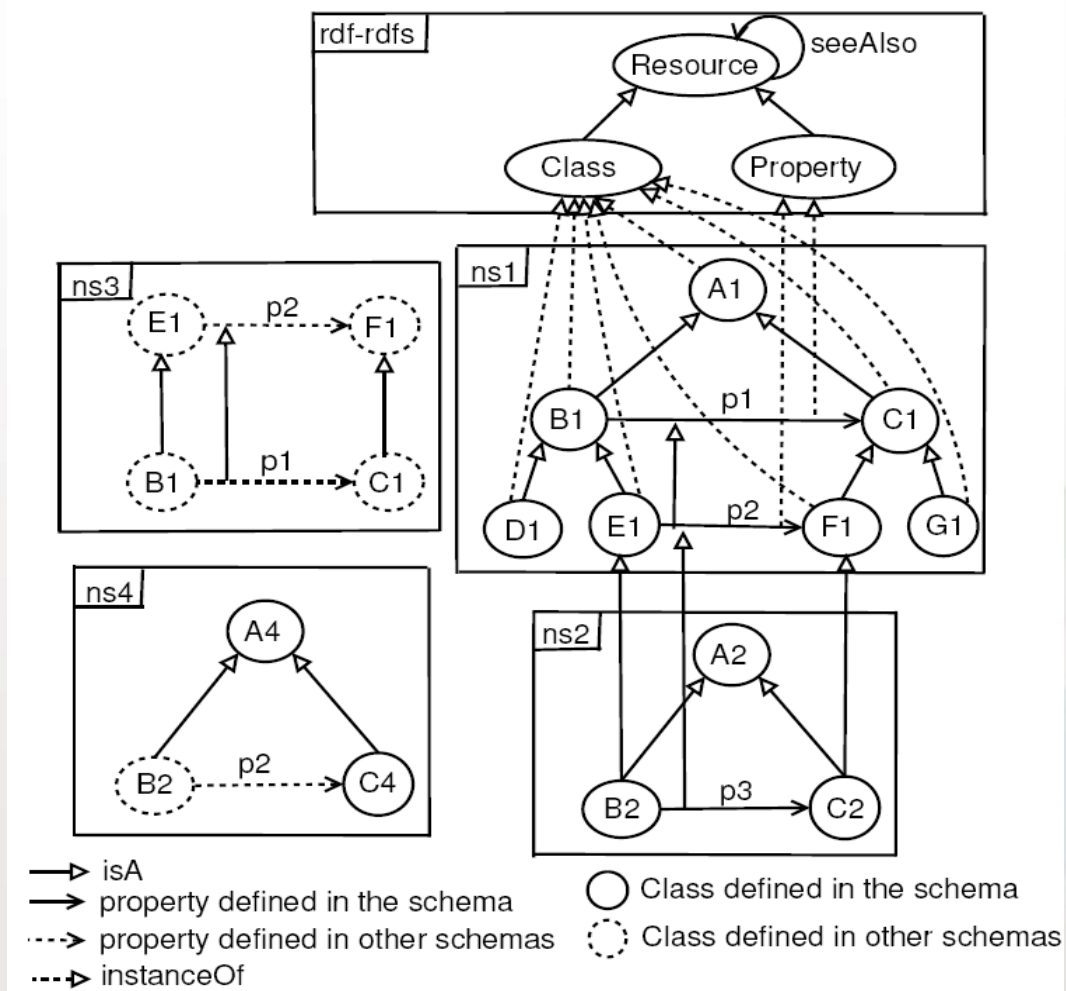 rdf-rdfs
Resource
seeAlso
Class
Property
ns3
E1
p2
F1
B1
p1
C1
ns1
A1
B1
p1
C1
D1
E1
p2
F1
G1
ns4
A4
B2
p2
C4
ns2
A2
B2
p3
C2
isA
property defined in the schema
property defined in other schemas
instanceOf
Class defined in the schema
Class defined in other schemas